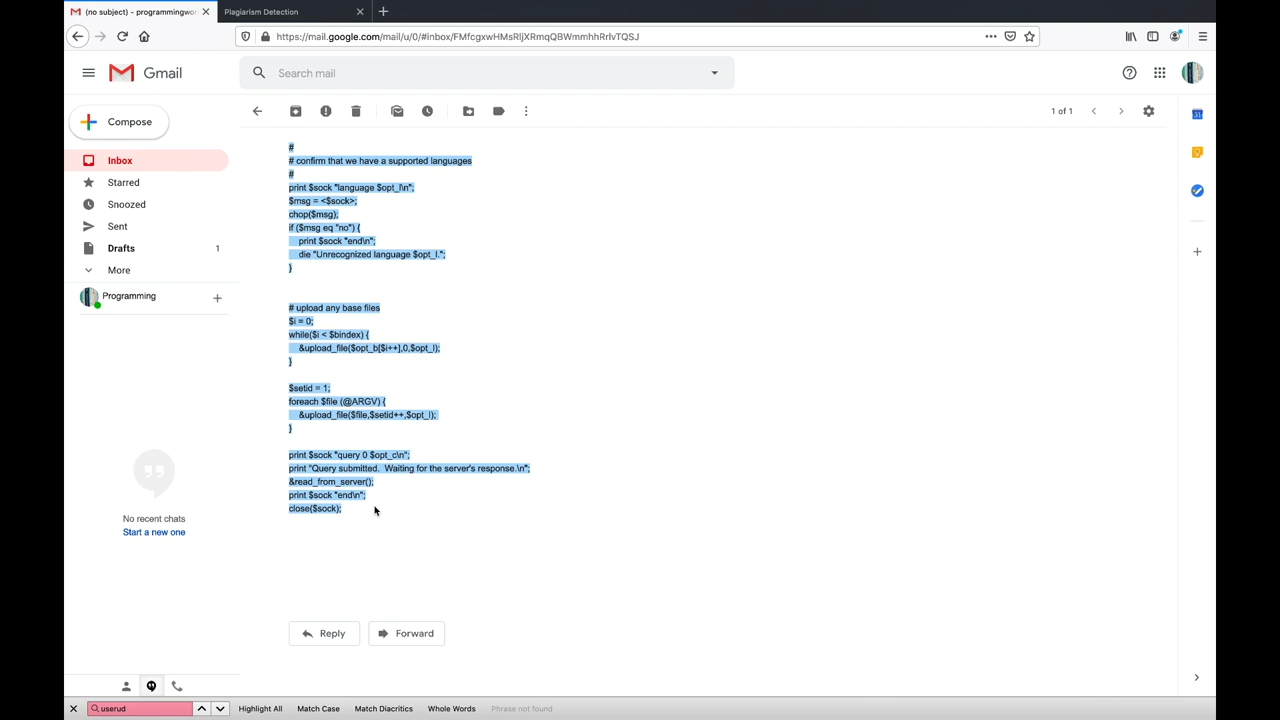 (no subject) - programmingwor
Plagiarism Detection
https://mail.google.com/mail/u/0/#inbox/FMfcgxwHMsRljXRmqQBWmmhhRrlvTQSJ
Gmail
Search mail
Compose
1 of 1
Inbox
Starred
Snoozed
Sent
Drafts 1
More
Programming
#
# confirm that we have a supported languages
#
print $sock "language $opt_l\n";
$msg = <$sock>;
chop($msg);
if ($msg eq "no") {
print $sock "end\n";
die "Unrecognized language $opt_l.";
}
# upload any base files
$i = 0;
while($i < $bindex) {
&upload_file($opt_b[$i++],0,$opt_l);
}
$setid = 1;
foreach $file (@ARGV) {
&upload_file($file,$setid++,$opt_l);
}
print $sock "query 0 $opt_c\n";
print "Query submitted.  Waiting for the server's response.\n";
&read_from_server();
print $sock "end\n";
close($sock);
No recent chats
Start a new one
Reply
Forward
userud
Highlight All
Match Case
Match Diacritics
Whole Words
Phrase not found